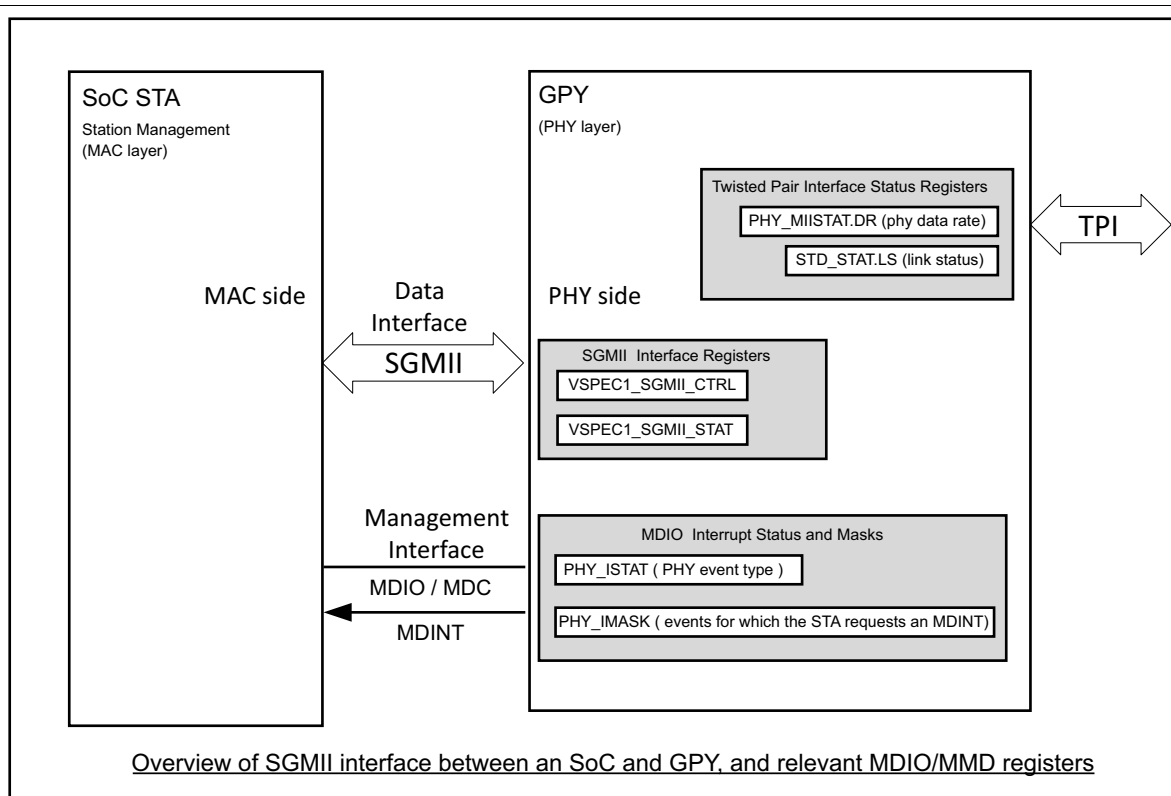 SoC STA
Station Management
(MAC layer)
MAC side
Data
Interface
SGMII
Management
Interface
MDIO / MDC
MDINT
GPY
(PHY layer)
Twisted Pair Interface Status Registers
PHY_MIISTAT.DR (phy data rate)
STD_STAT.LS (link status)
TPI
PHY side
SGMII Interface Registers
VSPEC1_SGMII_CTRL
VSPEC1_SGMII_STAT
MDIO Interrupt Status and Masks
PHY_ISTAT ( PHY event type )
PHY_IMASK ( events for which the STA requests an MDINT)
Overview of SGMII interface between an SoC and GPY, and relevant MDIO/MMD registers